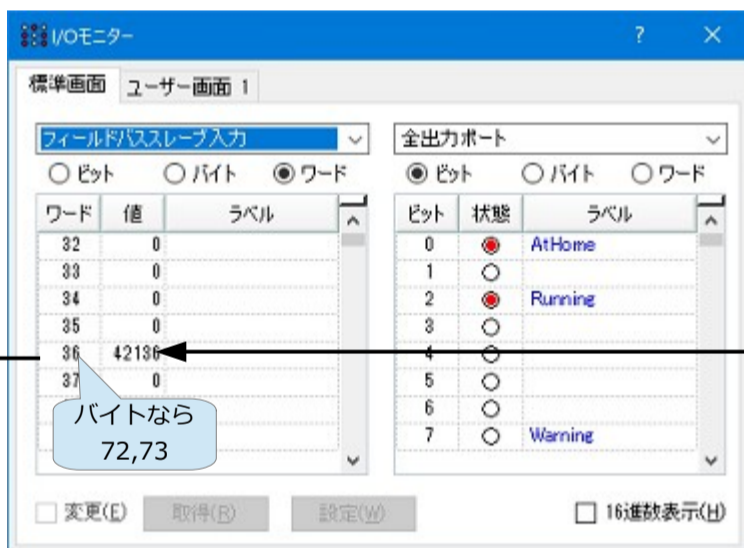 I/Oモニター ? ×
標準画面 ユーザー画面 1
フィールドバススレーブ入力 全出力ポート
ビット バイト ワード ビット バイト ワード
ワード 値 ラベル ビット 状態 ラベル
32 0 0 AtHome
33 0 1
34 0 2 Running
35 0 3
36 42136 4
37 0 5
バイトなら 6
72,73 7 Warning
変更(E) 取得(R) 設定(W) 16進数表示(H)